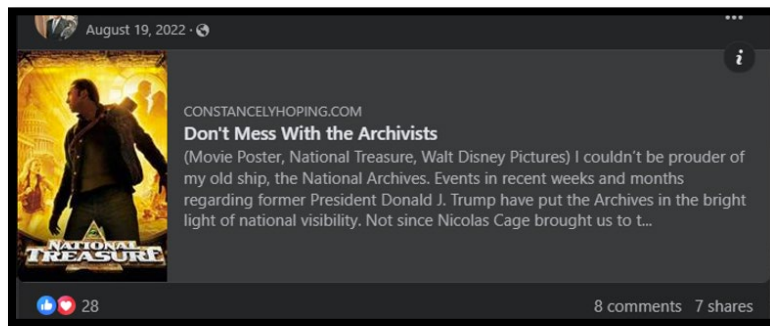 August 19, 2022 ·
CONSTANCELYHOPING.COM
Don't Mess With the Archivists
(Movie Poster, National Treasure, Walt Disney Pictures) I couldn't be prouder of
my old ship, the National Archives. Events in recent weeks and months
regarding former President Donald J. Trump have put the Archives in the bright
light of national visibility. Not since Nicolas Cage brought us to t...
NATIONAL
TREASURE
28
8 comments 7 shares